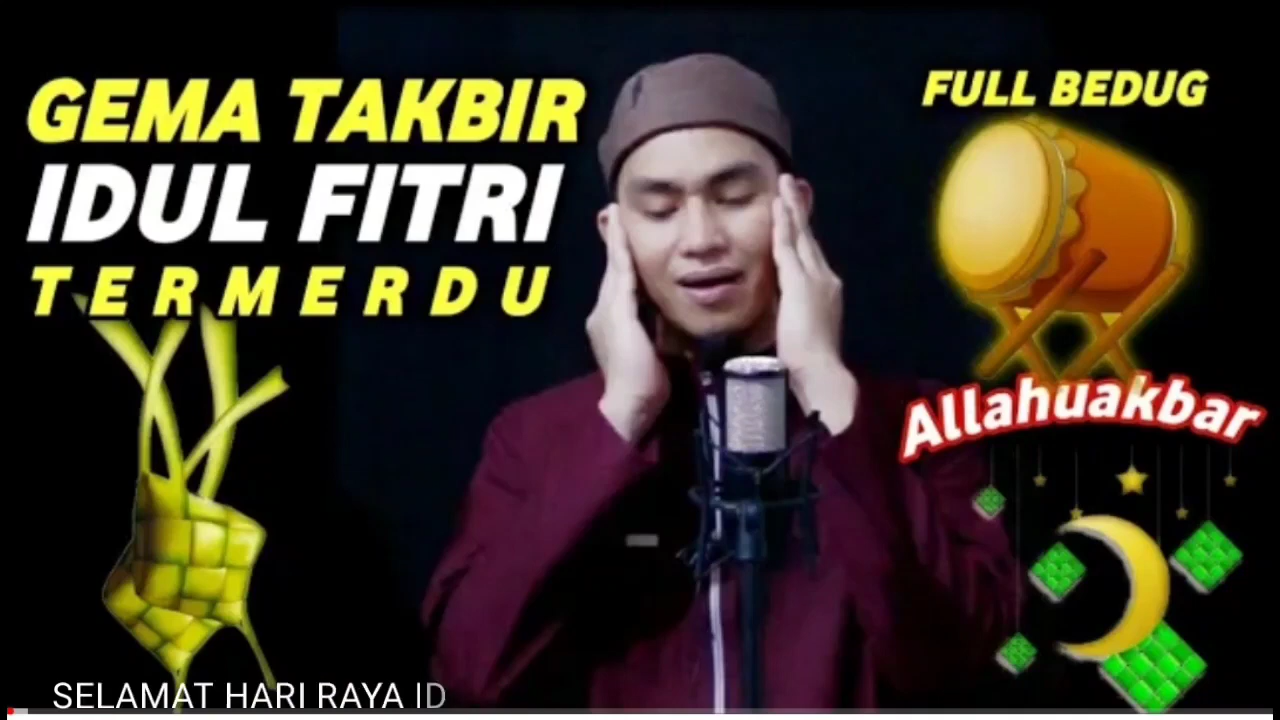 GEMA TAKBIR
IDUL FITRI
TERMERDU
FULL BEDUG
Allahuakbar
SELAMAT HARI RAYA ID